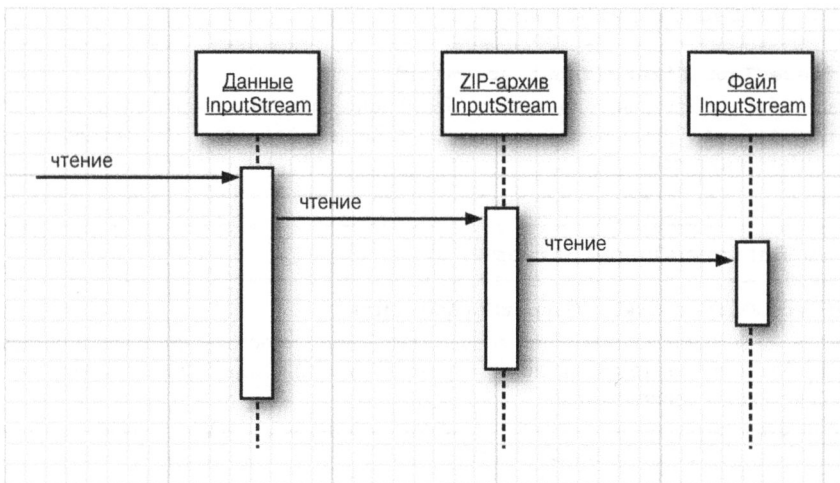 Данные
InputStream
ZIP-архив
InputStream
Файл
InputStream
чтение
чтение
чтение